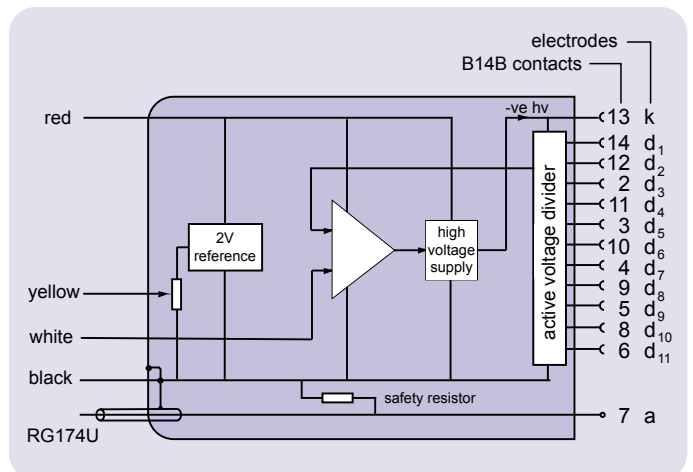 electrodes
B14B contacts
red
-ve hv
13 k
14 d1
12 d2
2 d3
11 d4
3 d5
10 d6
4 d7
9 d8
5 d9
8 d10
6 d11
active voltage divider
2V
reference
high
voltage
supply
yellow
white
black
safety resistor
RG174U
7 a